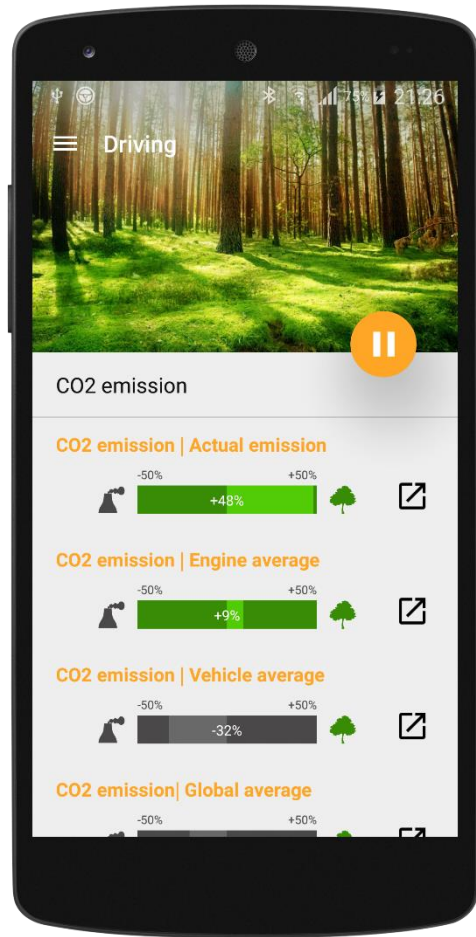 75% 21:26
Driving
CO2 emission
CO2 emission | Actual emission
-50% +50%
+48%
CO2 emission | Engine average
-50% +50%
+9%
CO2 emission | Vehicle average
-50% +50%
-32%
CO2 emission| Global average
-50% +50%